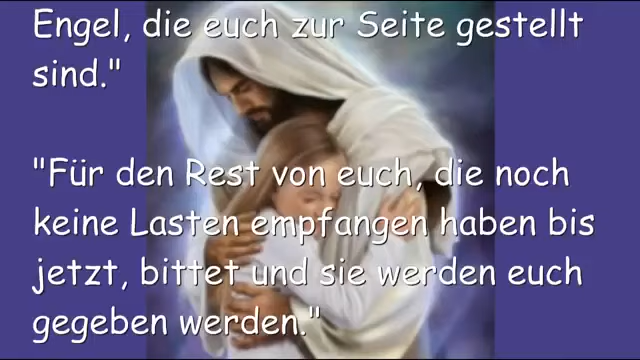 Engel, die euch zur Seite gestellt
sind."
"Für den Rest von euch, die noch
keine Lasten empfangen haben bis
jetzt, bittet und sie werden euch
gegeben werden."